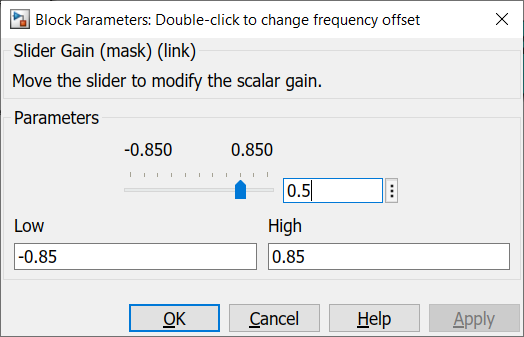 Block Parameters: Double-click to change frequency offset
Slider Gain (mask) (link)
Move the slider to modify the scalar gain.
Parameters
-0.850 0.850
0.5
Low High
-0.85 0.85
OK Cancel Help Apply